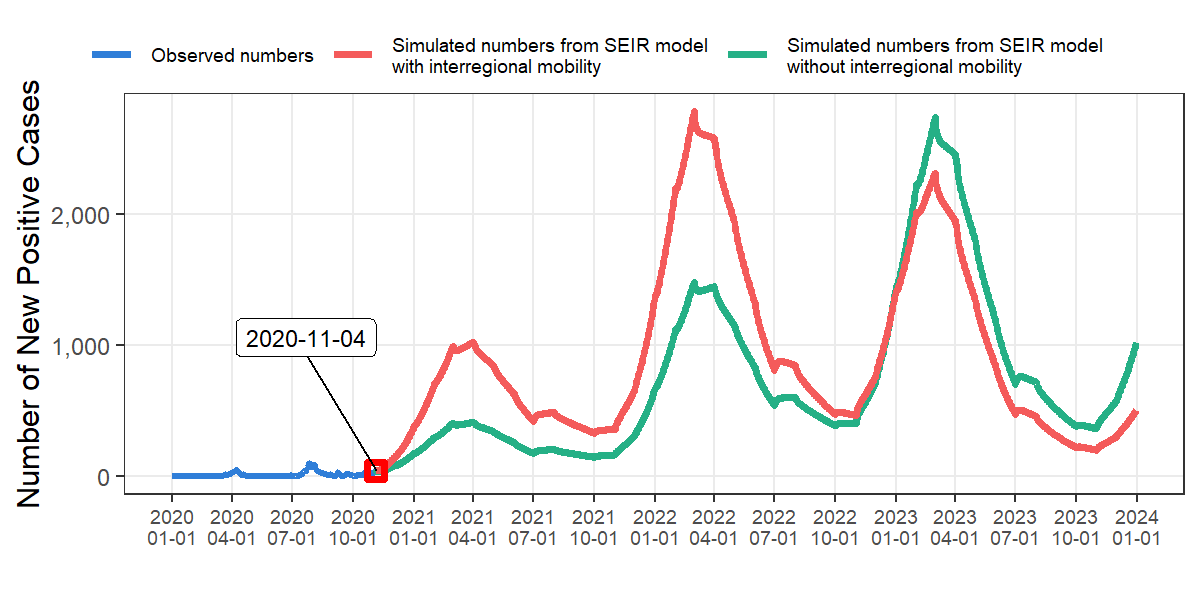 Observed numbers
Simulated numbers from SEIR model
with interregional mobility
Simulated numbers from SEIR model
without interregional mobility
Number of New Positive Cases
2,000
1,000
0
2020-11-04
2020 2020 2020 2020 2021 2021 2021 2021 2022 2022 2022 2022 2023 2023 2023 2023 2024
01-01 04-01 07-01 10-01 01-01 04-01 07-01 10-01 01-01 04-01 07-01 10-01 01-01 04-01 07-01 10-01 01-01